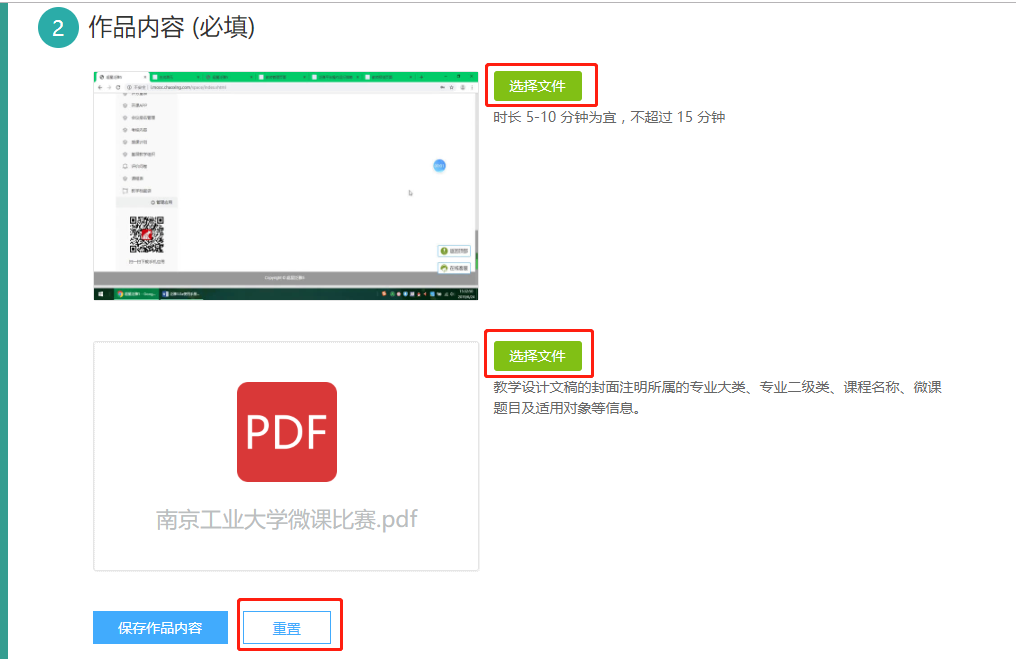 2 作品内容 (必填)
选择文件
时长 5-10 分钟为宜，不超过 15 分钟
选择文件
教学设计文稿的封面注明所属的专业大类、专业二级类、课程名称、微课
题目及适用对象等信息。
PDF
南京工业大学微课比赛.pdf
保存作品内容
重置